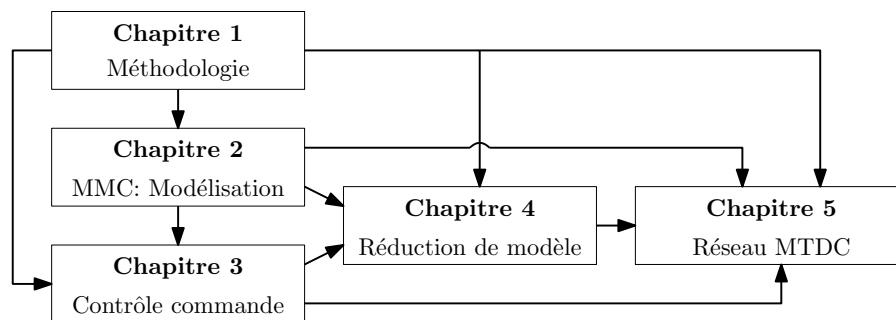 Chapitre 1
Méthodologie
Chapitre 2
MMC: Modélisation
Chapitre 3
Contrôle commande
Chapitre 4
Réduction de modèle
Chapitre 5
Réseau MTDC